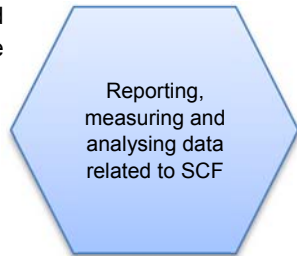 Reporting,
measuring and
analysing data
related to SCF